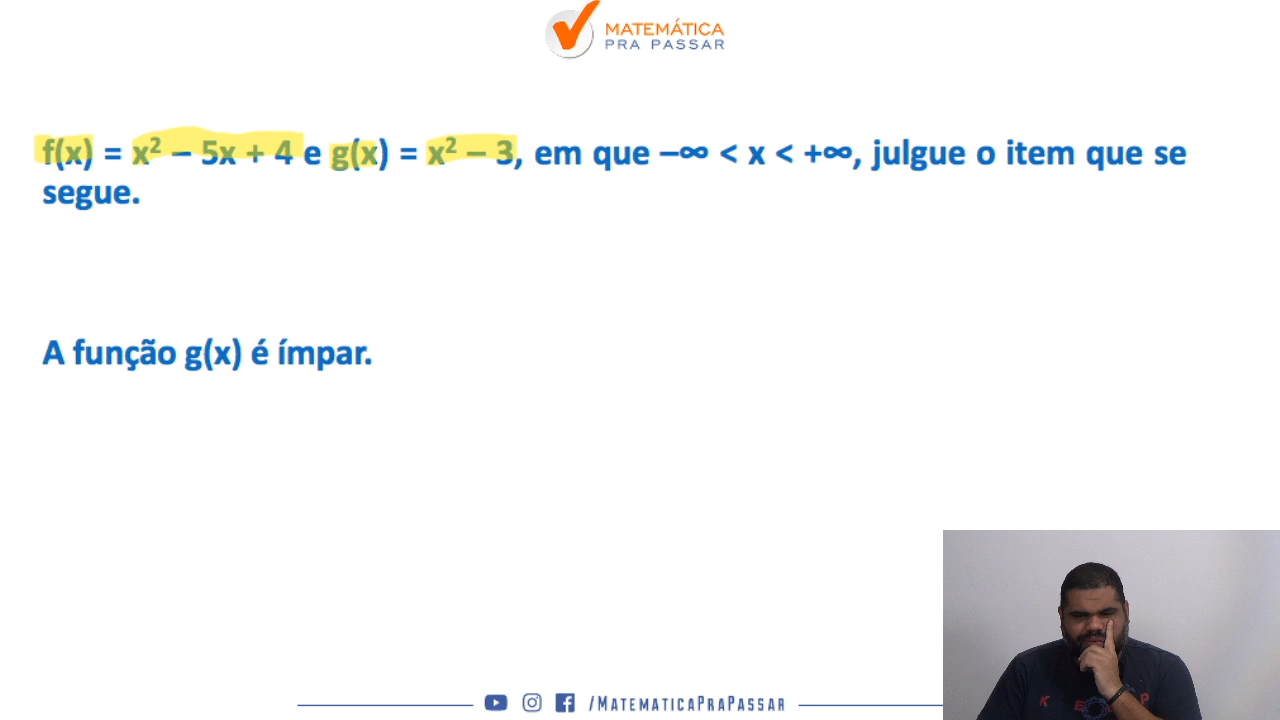 MATEMÁTICA
PRA PASSAR
f(x) = x² – 5x + 4 e g(x) = x² – 3, em que –∞ < x < +∞, julgue o item que se
segue.
A função g(x) é ímpar.
/MATEMATICAPRAPASSAR